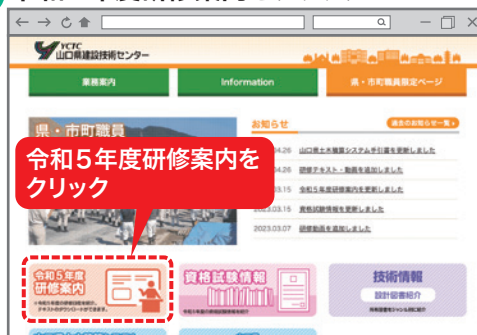 YCTC
山口県建設技術センター
業務案内
Information
県・市町職員限定ページ
お知らせ
過去のお知らせ一覧
県・市町職員
04.26 山口県土木積算システム手引書を更新しました
04.26 研修テキスト・動画を追加しました
03.15 令和5年度研修案内を更新しました
2023.03.15 資格試験情報を更新しました
2023.03.07 研修動画を追加しました
令和5年度研修案内を
クリック
令和5年度
研修案内
資格試験情報
技術情報
設計図書紹介